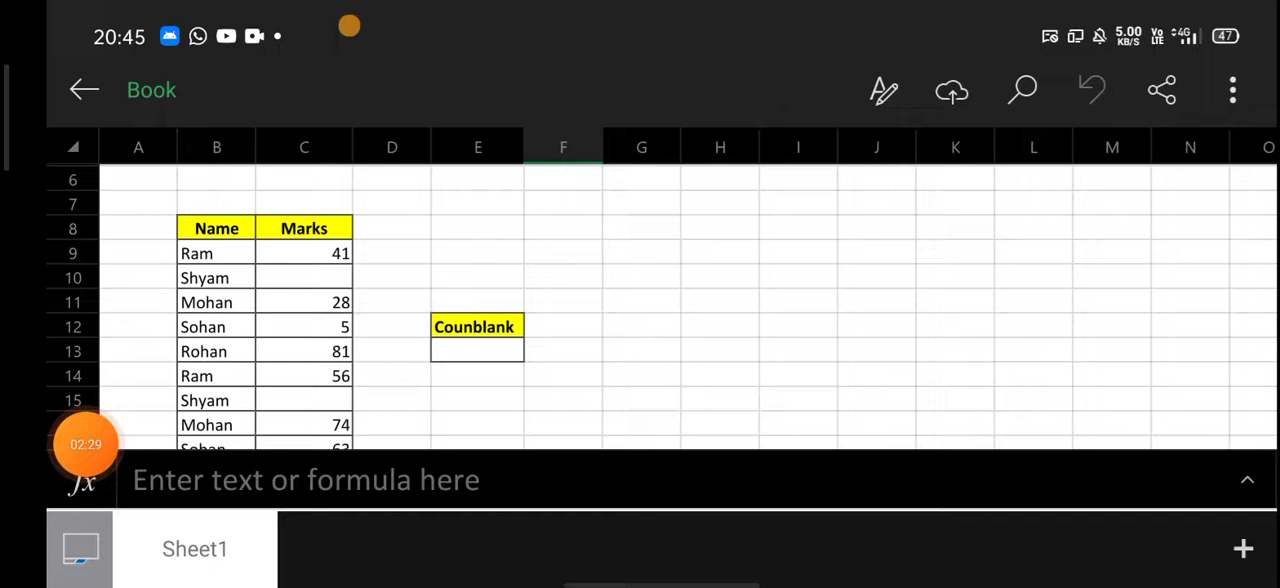 20:45 5.00 KB/S Vo LTE 4G 47
Book
A B C D E F G H I J K L M N O
6
7
8 Name Marks
9 Ram 41
10 Shyam
11 Mohan 28
12 Sohan 5 Counblank
13 Rohan 81
14 Ram 56
15 Shyam
Mohan 74
Sohan 63
02:29
fx Enter text or formula here
Sheet1